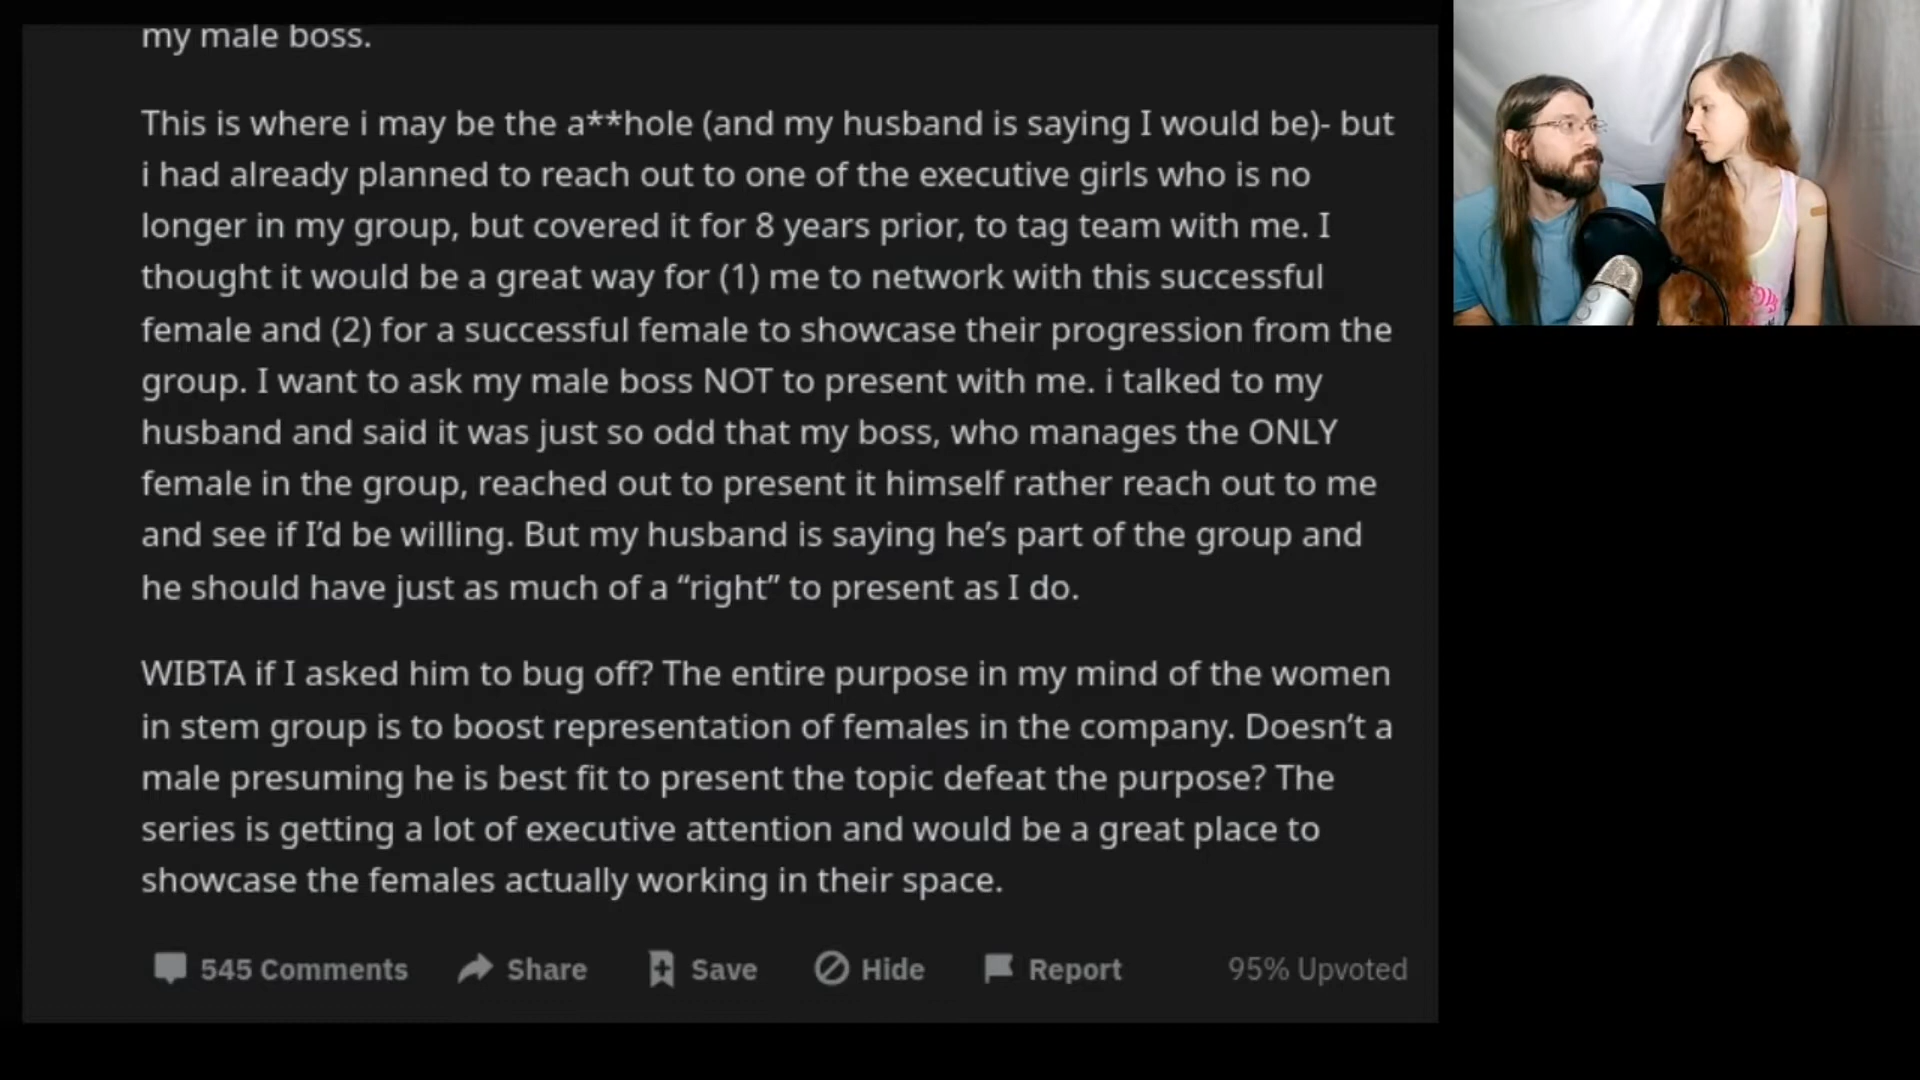 my male boss.
This is where i may be the a**hole (and my husband is saying I would be)- but
i had already planned to reach out to one of the executive girls who is no
longer in my group, but covered it for 8 years prior, to tag team with me. I
thought it would be a great way for (1) me to network with this successful
female and (2) for a successful female to showcase their progression from the
group. I want to ask my male boss NOT to present with me. i talked to my
husband and said it was just so odd that my boss, who manages the ONLY
female in the group, reached out to present it himself rather reach out to me
and see if I’d be willing. But my husband is saying he’s part of the group and
he should have just as much of a “right” to present as I do.
WIBTA if I asked him to bug off? The entire purpose in my mind of the women
in stem group is to boost representation of females in the company. Doesn’t a
male presuming he is best fit to present the topic defeat the purpose? The
series is getting a lot of executive attention and would be a great place to
showcase the females actually working in their space.
545 Comments Share Save Hide Report 95% Upvoted